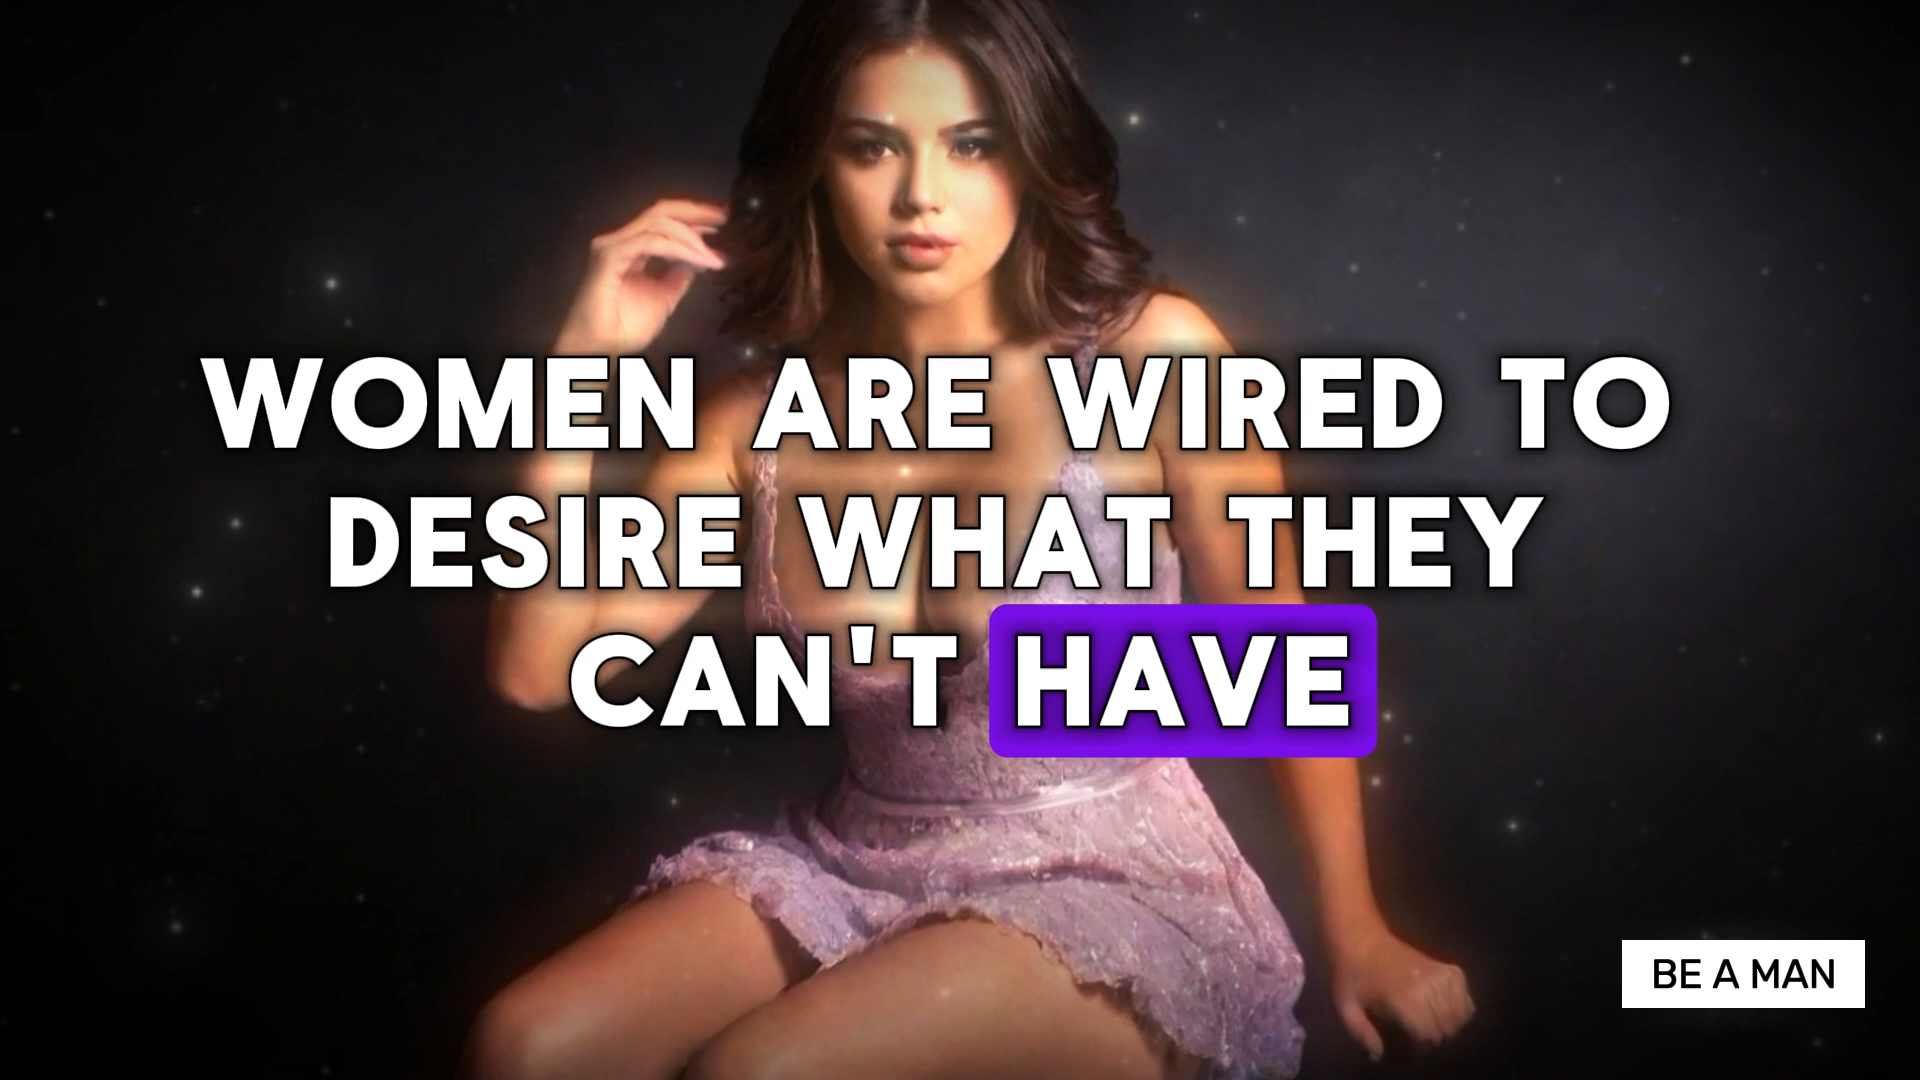 WOMEN ARE WIRED TO
DESIRE WHAT THEY
CAN'T HAVE
BE A MAN